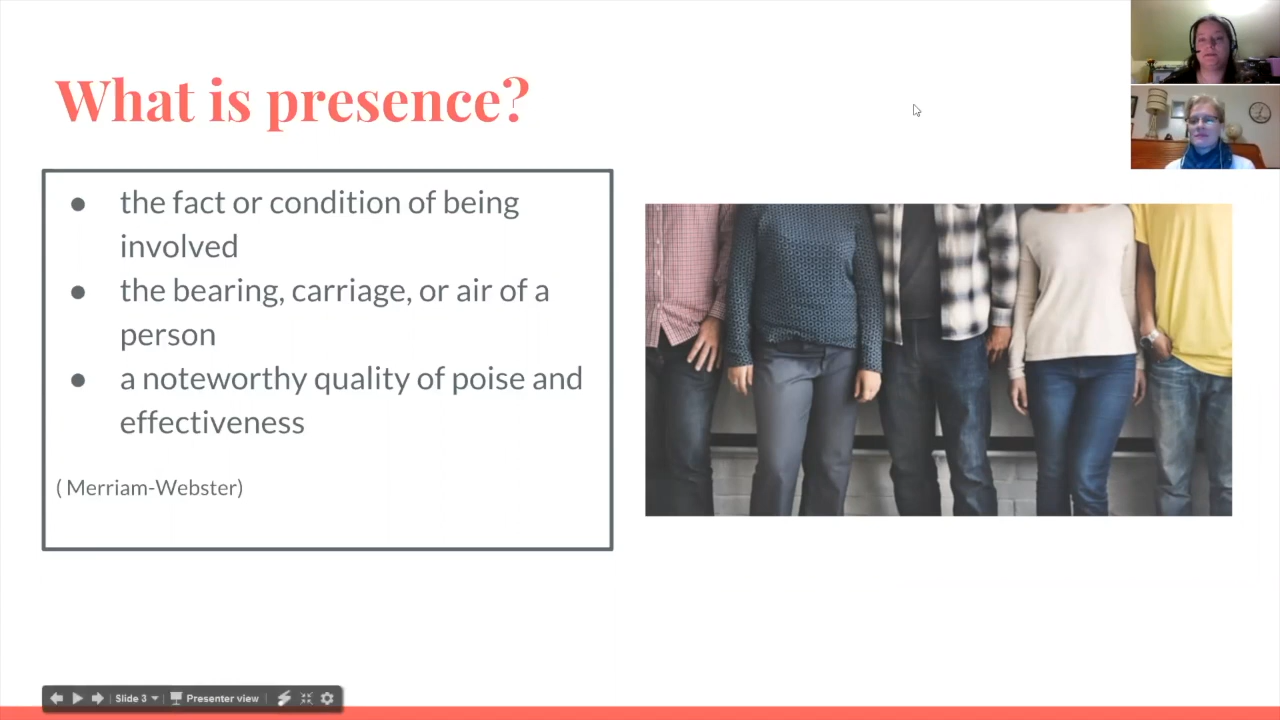 What is presence?
● the fact or condition of being
involved
● the bearing, carriage, or air of a
person
● a noteworthy quality of poise and
effectiveness
( Merriam-Webster)
Slide 3
Presenter view